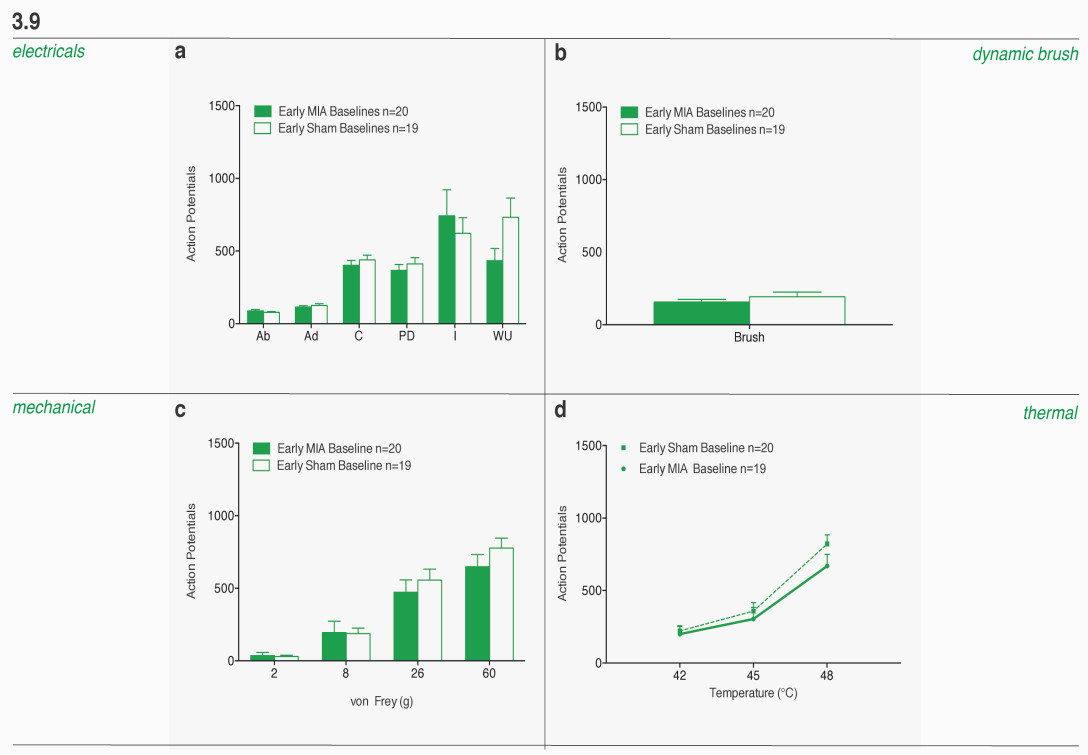 3.9
electricals
a
1500
1000
500
0
Action Potentials
Early MIA Baselines n=20
Early Sham Baselines n=19
Ab Ad C PD I WU
b
dynamic brush
1500
1000
500
0
Action Potentials
Early MIA Baselines n=20
Early Sham Baselines n=19
Brush
mechanical
c
1500
1000
500
0
Action Potentials
Early MIA Baseline n=20
Early Sham Baseline n=19
2 8 26 60
von Frey (g)
d
thermal
1500
1000
500
0
Action Potentials
Early Sham Baseline n=20
Early MIA Baseline n=19
42 45 48
Temperature (°C)